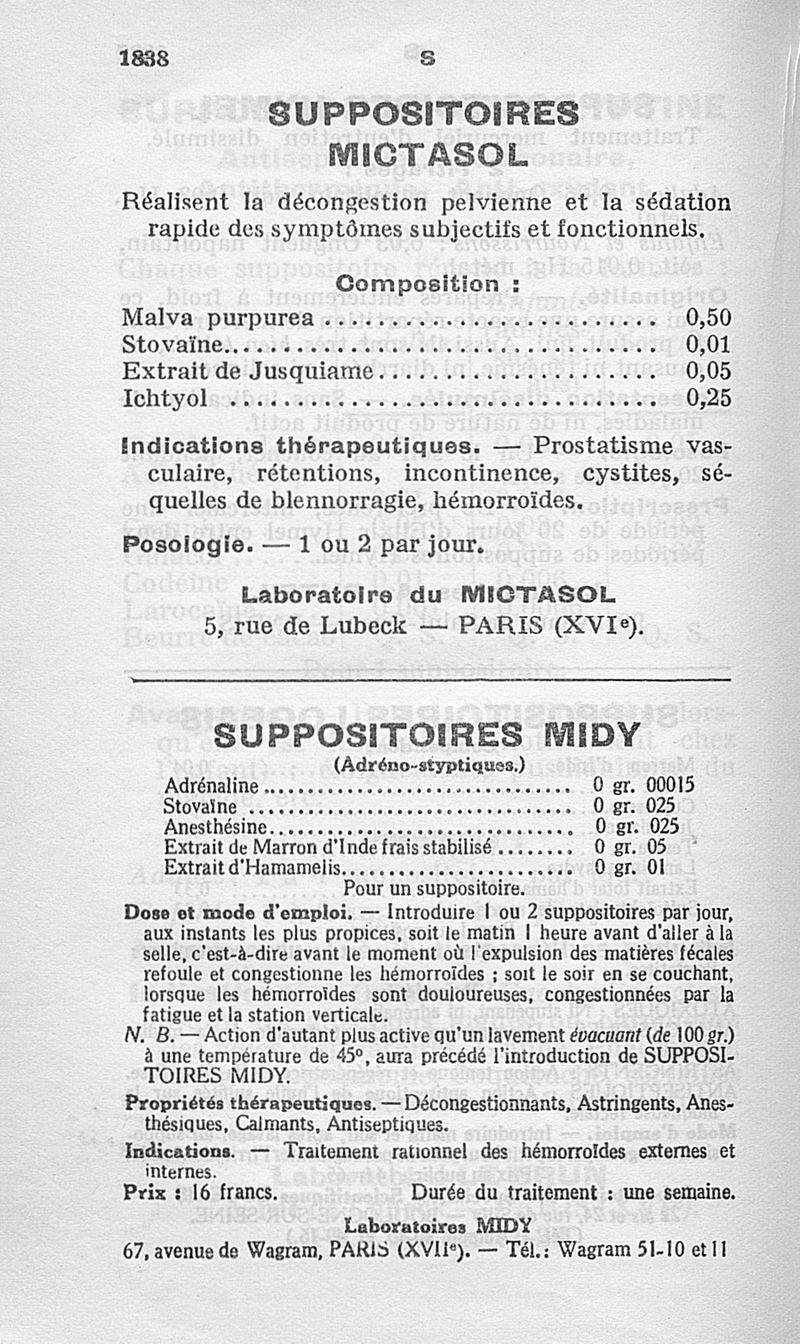 1838
S
SUPPOSITOIRES
MICTASOL
Réalisent la décongestion pelvienne et la sédation
rapide des symptômes subjectifs et fonctionnels.
Composition :
Malva purpurea ........................... 0,50
Stovaïne.................................. 0,01
Extrait de Jusquiame...................... 0,05
Ichtyol .................................. 0,25
Indications thérapeutiques. — Prostatisme vas-
culaire, rétentions, incontinence, cystites, sé-
quelles de blennorragie, hémorroïdes.
Posologie. — 1 ou 2 par jour.
Laboratoire du MICTASOL
5, rue de Lubeck — PARIS (XVIe).
SUPPOSITOIRES MIDY
(Adréno-styptiques.)
Adrénaline ............................... 0 gr. 00015
Stovaïne ................................. 0 gr. 025
Anesthésine............................... 0 gr. 025
Extrait de Marron d'Inde frais stabilisé ........ 0 gr. 05
Extrait d'Hamamelis....................... 0 gr. 01
Pour un suppositoire.
Dose et mode d'emploi. — Introduire 1 ou 2 suppositoires par jour,
aux instants les plus propices, soit le matin 1 heure avant d'aller à la
selle, c'est-à-dire avant le moment où l'expulsion des matières fécales
refoule et congestionne les hémorroïdes ; soit le soir en se couchant,
lorsque les hémorroïdes sont douloureuses, congestionnées par la
fatigue et la station verticale.
N. B. — Action d'autant plus active qu'un lavement évacuant (de 100 gr.)
à une température de 45°, aura précédé l'introduction de SUPPOSI-
TOIRES MIDY.
Propriétés thérapeutiques. — Décongestionnants, Astringents, Anes-
thésiques, Calmants, Antiseptiques.
Indications. — Traitement rationnel des hémorroïdes externes et
internes.
Prix : 16 francs. Durée du traitement : une semaine.
Laboratoires MIDY
67, avenue de Wagram, PARIS (XVIIe). — Tél.: Wagram 51-10 et 11